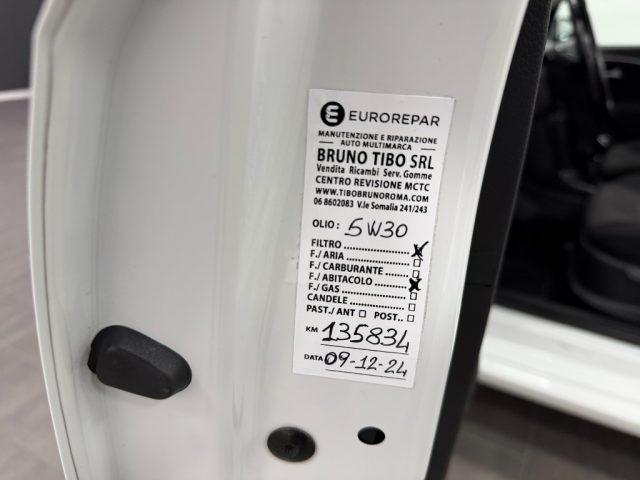 EUROREPAR
MANUTENZIONE E RIPARAZIONE
AUTO MULTIMARCA
BRUNO TIBO SRL
Vendita Ricambi Serv. Gomme
CENTRO REVISIONE MCTC
WWW.TIBOBRUNOROMA.COM
06 8602083 V.le Somalia 241/243
OLIO: 5W30
FILTRO
F./ARIA
F./CARBURANTE
F./ABITACOLO
F./GAS
CANDELE
PAST./ANT POST..
KM 135834
DATA 09-12-24